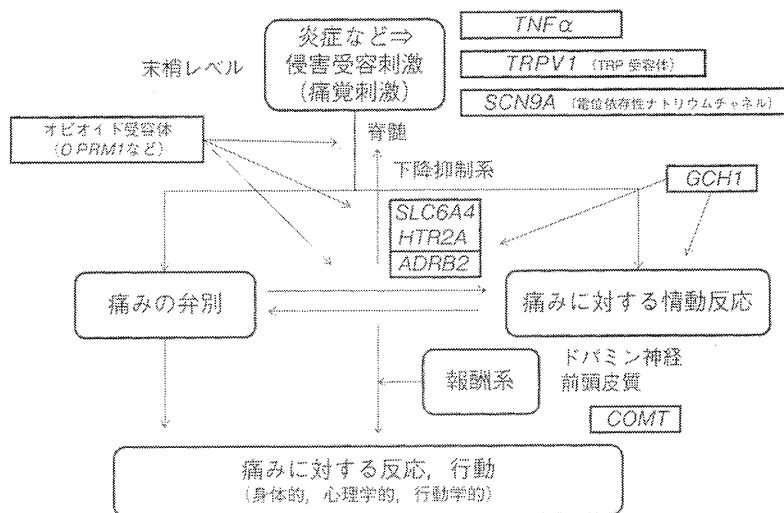 炎症など⇒
侵害受容刺激
(痛覚刺激)
末梢レベル
TNFα
TRPV1 (TRP 受容体)
SCN9A (電位依存性ナトリウムチャネル)
オピオイド受容体
(OPRM1など)
脊髄
下降抑制系
GCH1
SLC6A4
HTR2A
ADRB2
痛みの弁別
痛みに対する情動反応
報酬系
ドパミン神経
前頭皮質
COMT
痛みに対する反応, 行動
(身体的, 心理学的, 行動学的)